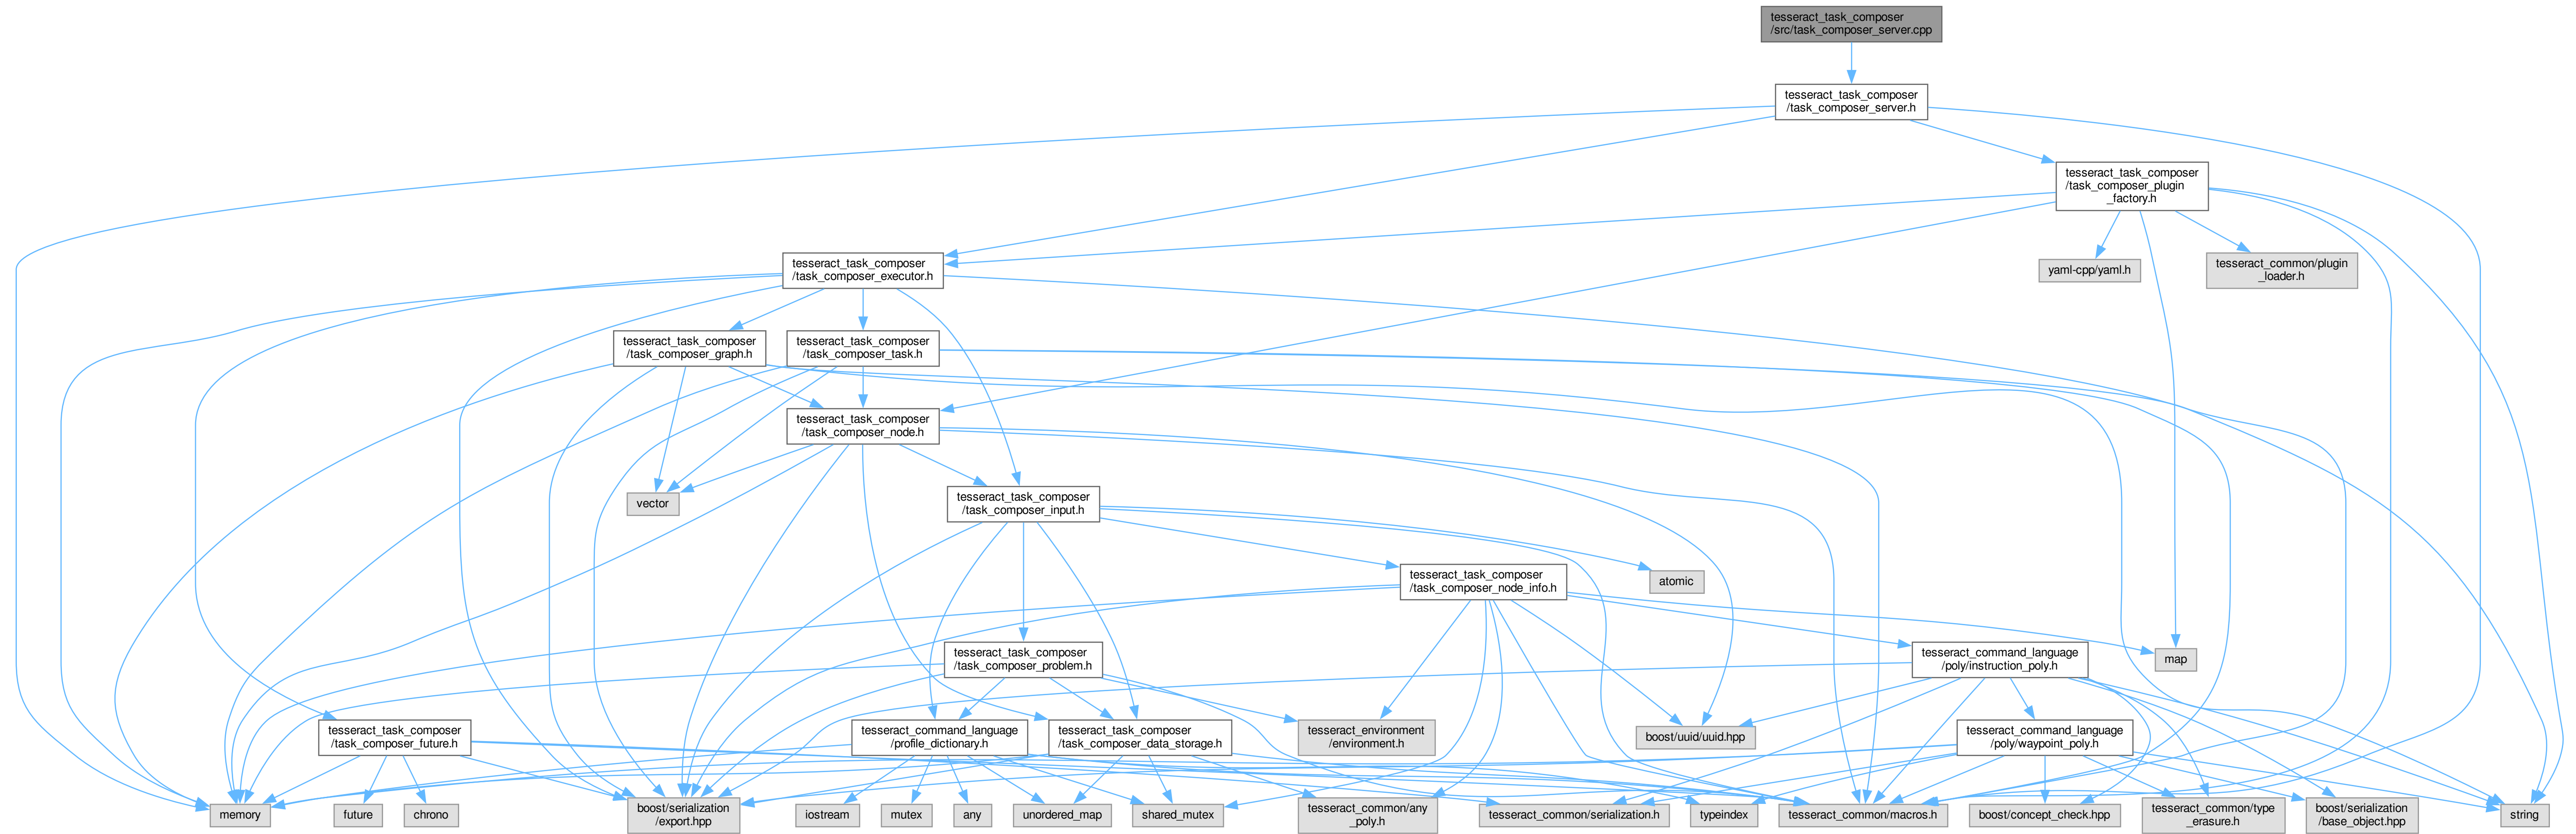 tesseract_task_composer
/src/task_composer_server.cpp
tesseract_task_composer
/task_composer_server.h
tesseract_task_composer
/task_composer_plugin
_factory.h
tesseract_task_composer
/task_composer_executor.h
yaml-cpp/yaml.h
tesseract_common/plugin
_loader.h
tesseract_task_composer
/task_composer_graph.h
tesseract_task_composer
/task_composer_task.h
tesseract_task_composer
/task_composer_node.h
vector
tesseract_task_composer
/task_composer_input.h
tesseract_task_composer
/task_composer_node_info.h
atomic
tesseract_task_composer
/task_composer_problem.h
tesseract_command_language
/poly/instruction_poly.h
map
tesseract_task_composer
/task_composer_future.h
tesseract_command_language
/profile_dictionary.h
tesseract_task_composer
/task_composer_data_storage.h
tesseract_environment
/environment.h
boost/uuid/uuid.hpp
tesseract_command_language
/poly/waypoint_poly.h
memory
future
chrono
boost/serialization
/export.hpp
iostream
mutex
any
unordered_map
shared_mutex
tesseract_common/any
_poly.h
tesseract_common/serialization.h
typeindex
tesseract_common/macros.h
boost/concept_check.hpp
tesseract_common/type
_erasure.h
boost/serialization
/base_object.hpp
string